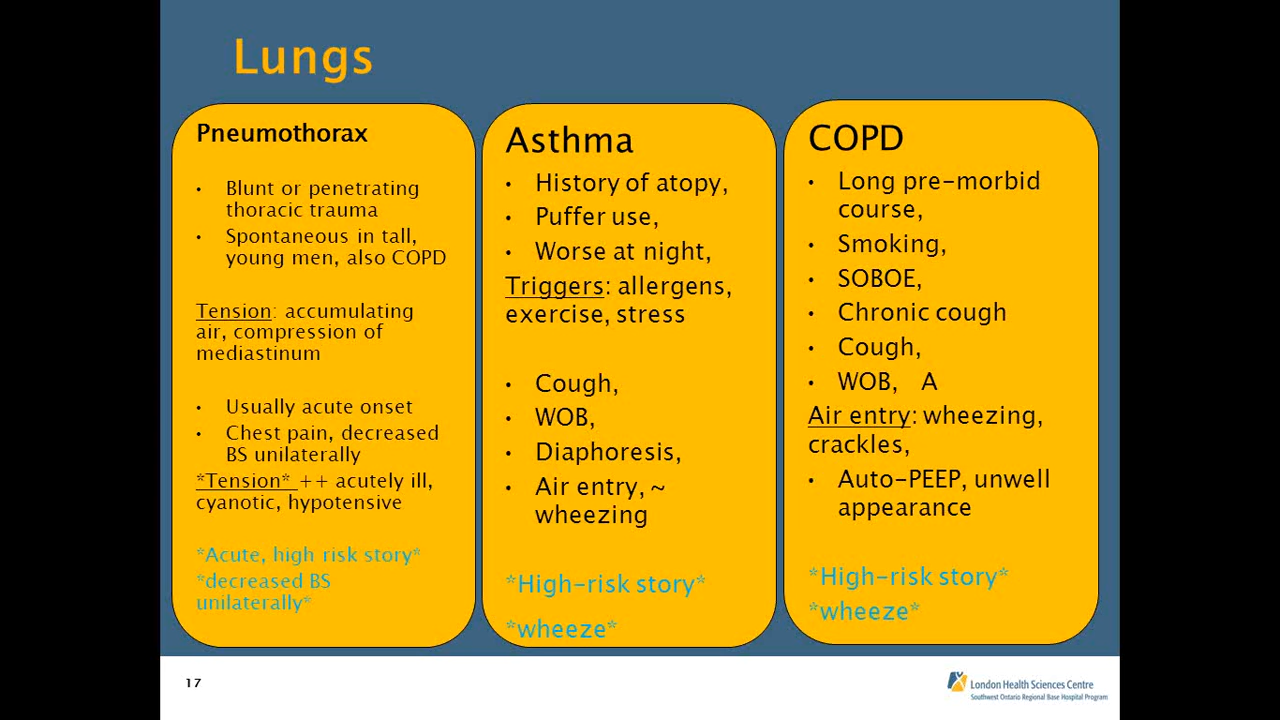 Lungs
Pneumothorax
• Blunt or penetrating
thoracic trauma
• Spontaneous in tall,
young men, also COPD
Tension: accumulating
air, compression of
mediastinum
• Usually acute onset
• Chest pain, decreased
BS unilaterally
*Tension* ++ acutely ill,
cyanotic, hypotensive
*Acute, high risk story*
*decreased BS
unilaterally*
Asthma
• History of atopy,
• Puffer use,
• Worse at night,
Triggers: allergens,
exercise, stress
• Cough,
• WOB,
• Diaphoresis,
• Air entry, ~
wheezing
*High-risk story*
*wheeze*
COPD
• Long pre-morbid
course,
• Smoking,
• SOBOE,
• Chronic cough
• Cough,
• WOB, A
Air entry: wheezing,
crackles,
• Auto-PEEP, unwell
appearance
*High-risk story*
*wheeze*
17
London Health Sciences Centre
Southwest Ontario Regional Base Hospital Program